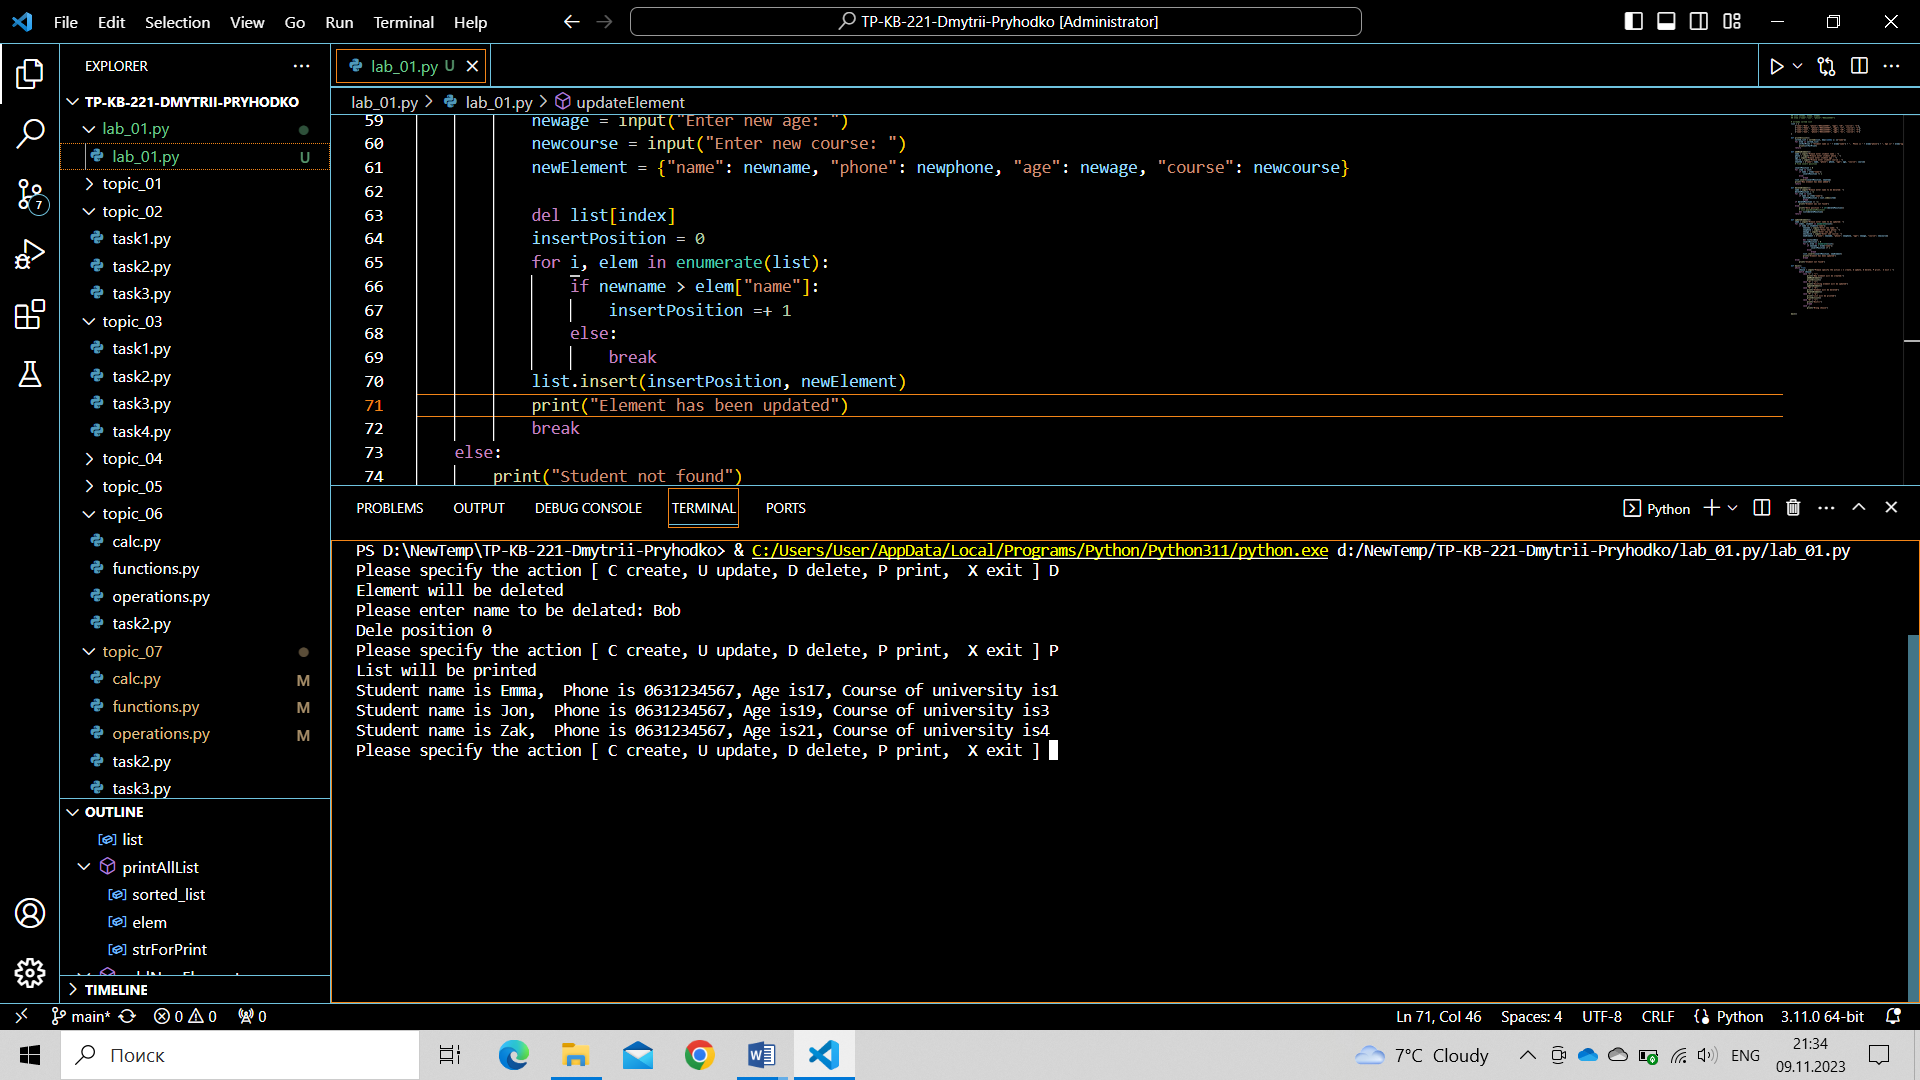 File Edit Selection View Go Run Terminal Help
TP-KB-221-Dmytrii-Pryhodko [Administrator]
EXPLORER
TP-KB-221-DMYTRII-PRYHODKO
lab_01.py
lab_01.py U
topic_01
topic_02
task1.py
task2.py
task3.py
topic_03
task1.py
task2.py
task3.py
task4.py
topic_04
topic_05
topic_06
calc.py
functions.py
operations.py
task2.py
topic_07
calc.py M
functions.py M
operations.py M
task2.py
task3.py
OUTLINE
list
printAllList
sorted_list
elem
strForPrint
TIMELINE
7
lab_01.py U
lab_01.py > lab_01.py > updateElement
59 newage = input("Enter new age: ")
60 newcourse = input("Enter new course: ")
61 newElement = {"name": newname, "phone": newphone, "age": newage, "course": newcourse}
62
63 del list[index]
64 insertPosition = 0
65 for i, elem in enumerate(list):
66 if newname > elem["name"]:
67 insertPosition =+ 1
68 else:
69 break
70 list.insert(insertPosition, newElement)
71 print("Element has been updated")
72 break
73 else:
74 print("Student not found")
PROBLEMS OUTPUT DEBUG CONSOLE TERMINAL PORTS
Python
PS D:\NewTemp\TP-KB-221-Dmytrii-Pryhodko> & C:/Users/User/AppData/Local/Programs/Python/Python311/python.exe d:/NewTemp/TP-KB-221-Dmytrii-Pryhodko/lab_01.py/lab_01.py
Please specify the action [ C create, U update, D delete, P print,  X exit ] D
Element will be deleted
Please enter name to be delated: Bob
Dele position 0
Please specify the action [ C create, U update, D delete, P print,  X exit ] P
List will be printed
Student name is Emma,  Phone is 0631234567, Age is17, Course of university is1
Student name is Jon,  Phone is 0631234567, Age is19, Course of university is3
Student name is Zak,  Phone is 0631234567, Age is21, Course of university is4
Please specify the action [ C create, U update, D delete, P print,  X exit ]
main* 0 0 0
Ln 71, Col 46 Spaces: 4 UTF-8 CRLF Python 3.11.0 64-bit
Поиск
7°C Cloudy
ENG
21:34
09.11.2023